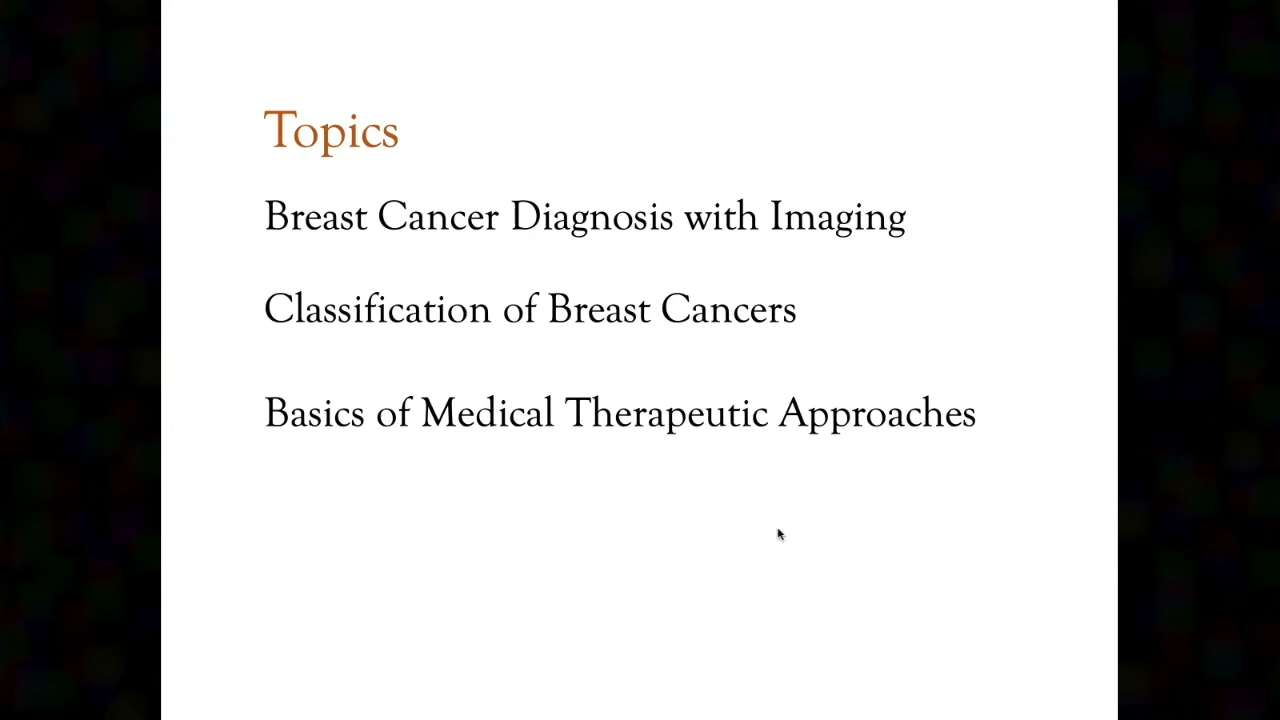 Topics
Breast Cancer Diagnosis with Imaging
Classification of Breast Cancers
Basics of Medical Therapeutic Approaches